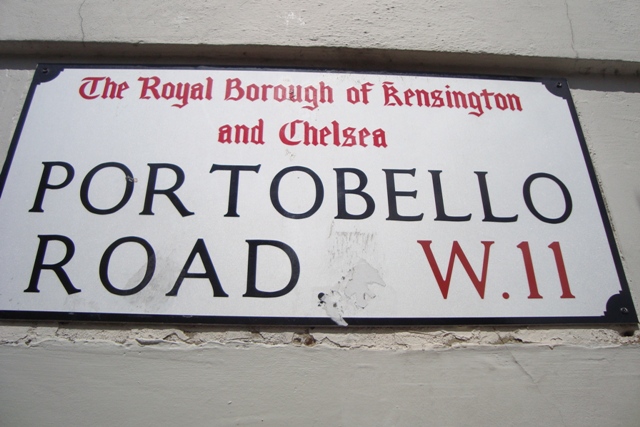 The Royal Borough of Kensington
and Chelsea
PORTOBELLO
ROAD W.11